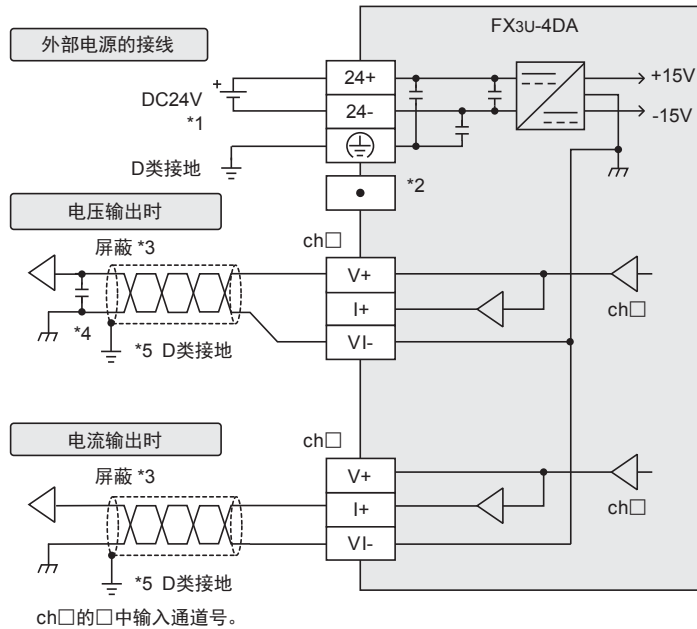 FX3U-4DA
外部电源的接线
24+
+15V
DC24V
*1
24-
-15V
D类接地
*2
电压输出时
屏蔽 *3
ch□
V+
I+
ch□
*4
*5 D类接地
VI-
电流输出时
屏蔽 *3
ch□
V+
I+
ch□
VI-
*5 D类接地
ch□的□中输入通道号。